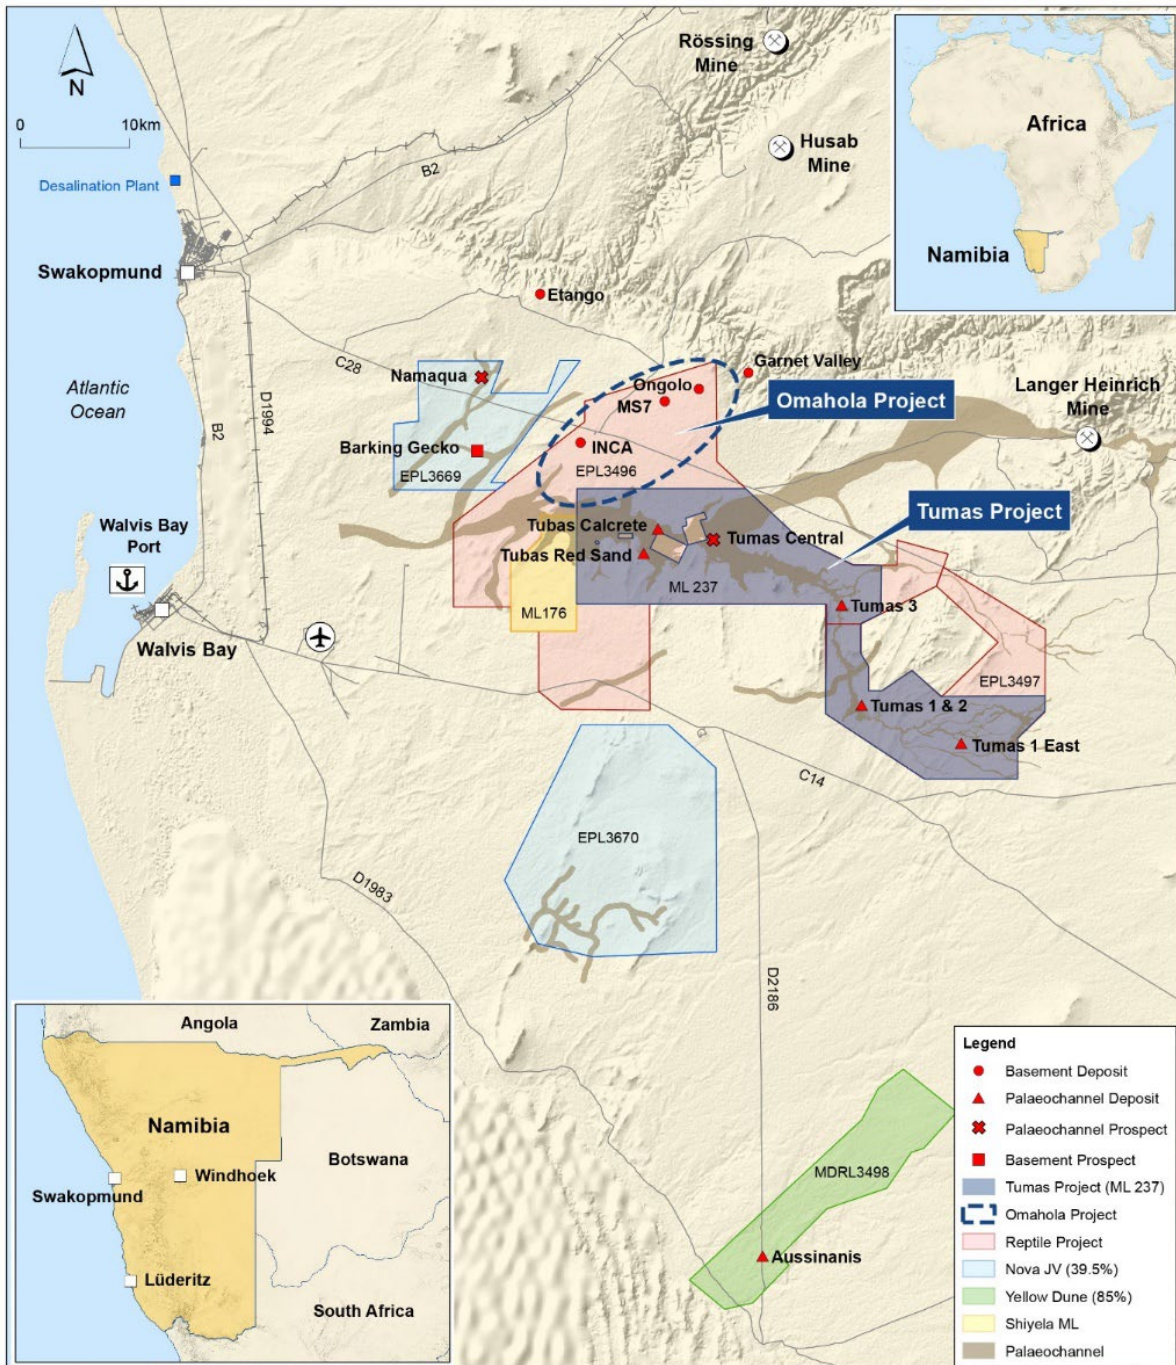 Rössing
Mine
N
0 10km
Africa
Husab
Mine
B2
Desalination Plant
Namibia
Swakopmund
Etango
C28
Garnet Valley
Namaqua
Ongolo
Atlantic
Ocean
MS7
Omahola Project
Langer Heinrich
Mine
D1994
B2
Barking Gecko
INCA
EPL3669
EPL3496
Tumas Project
Walvis Bay
Port
Tubas Calcrete
Tumas Central
Tubas Red Sand
ML 237
ML176
Tumas 3
Walvis Bay
EPL3497
Tumas 1 & 2
Tumas 1 East
C14
EPL3670
D1983
D2186
Angola
Zambia
Namibia
Botswana
Windhoek
Swakopmund
Lüderitz
South Africa
MDRL3498
Aussinanis
Legend
Basement Deposit
Palaeochannel Deposit
Palaeochannel Prospect
Basement Prospect
Tumas Project (ML 237)
Omahola Project
Reptile Project
Nova JV (39.5%)
Yellow Dune (85%)
Shiyela ML
Palaeochannel